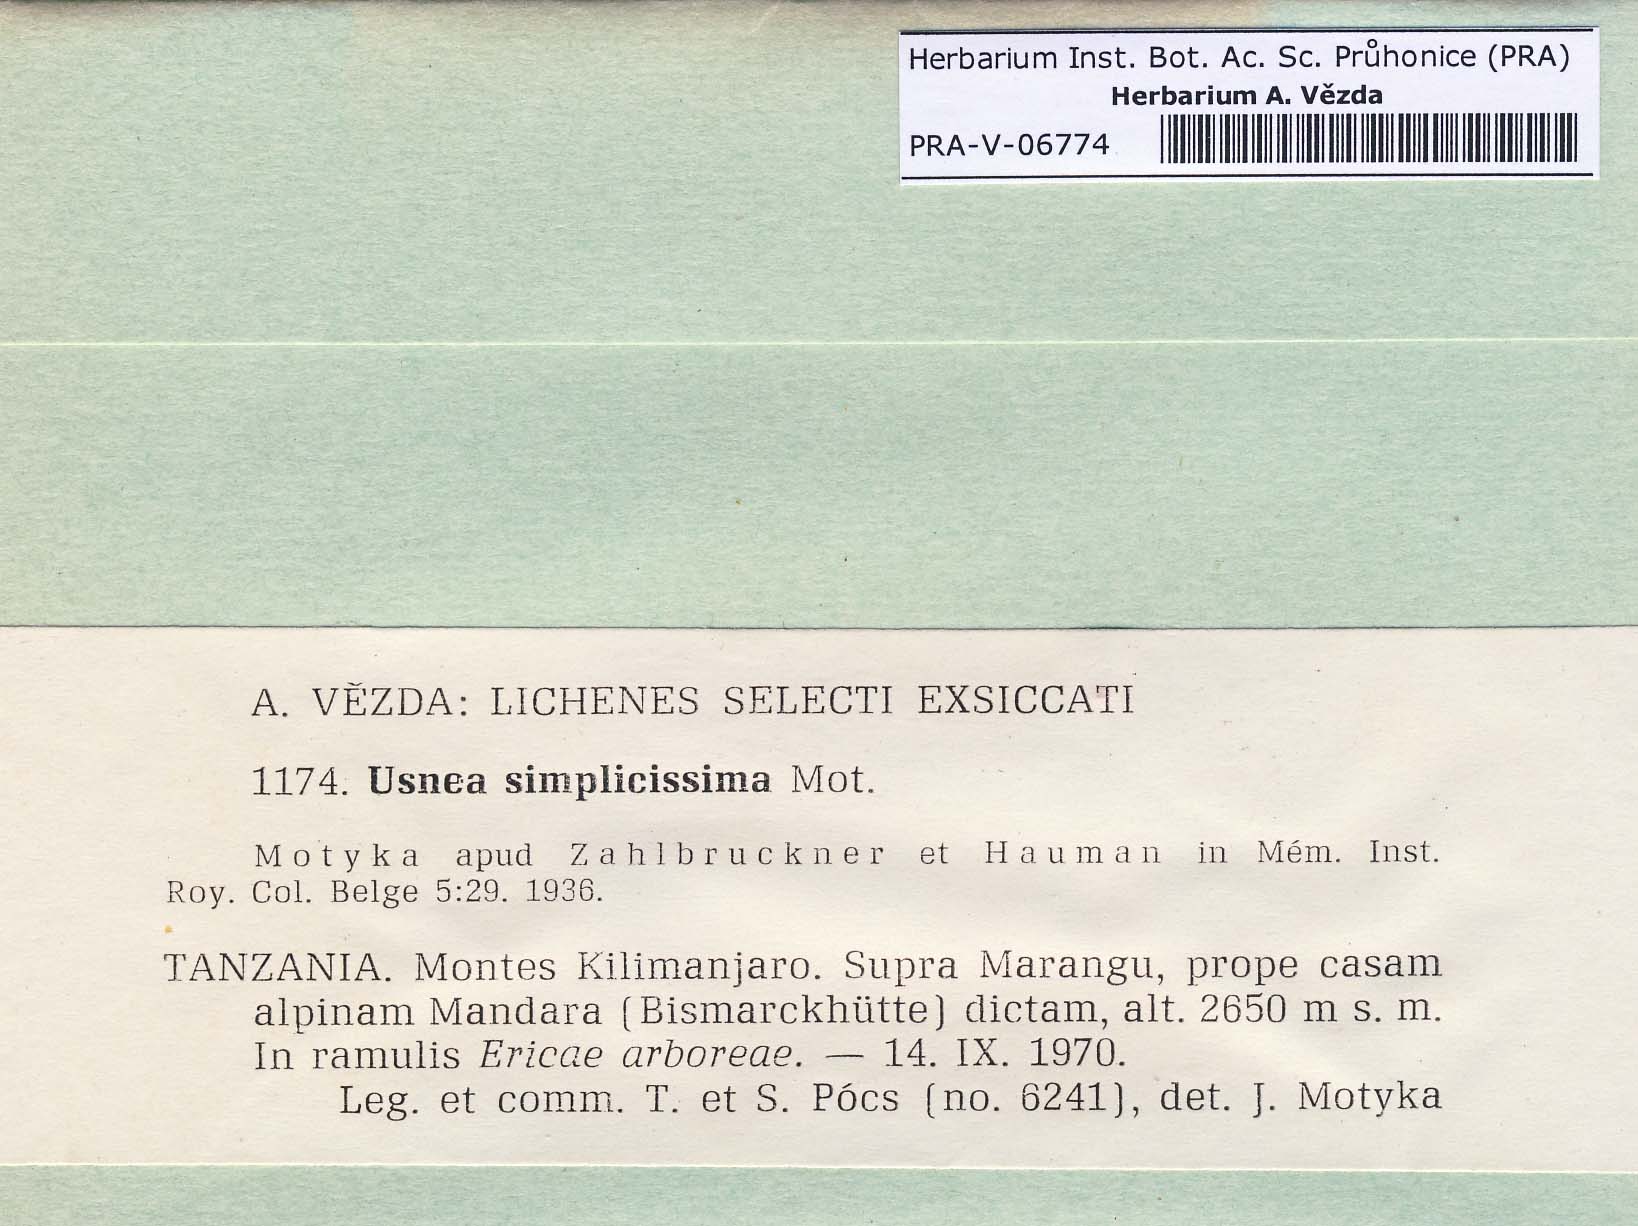 Herbarium Inst. Bot. Ac. Sc. Průhonice (PRA)
Herbarium A. Vězda
PRA-V-06774
A. VĚZDA: LICHENES SELECTI EXSICCATI
1174. Usnea simplicissima Mot.
Motyka apud Zahlbruckner et Hauman in Mém. Inst.
Roy. Col. Belge 5:29. 1936.
TANZANIA. Montes Kilimanjaro. Supra Marangu, prope casam
alpinam Mandara (Bismarckhütte) dictam, alt. 2650 m s. m.
In ramulis Ericae arboreae. — 14. IX. 1970.
Leg. et comm. T. et S. Pócs (no. 6241), det. J. Motyka